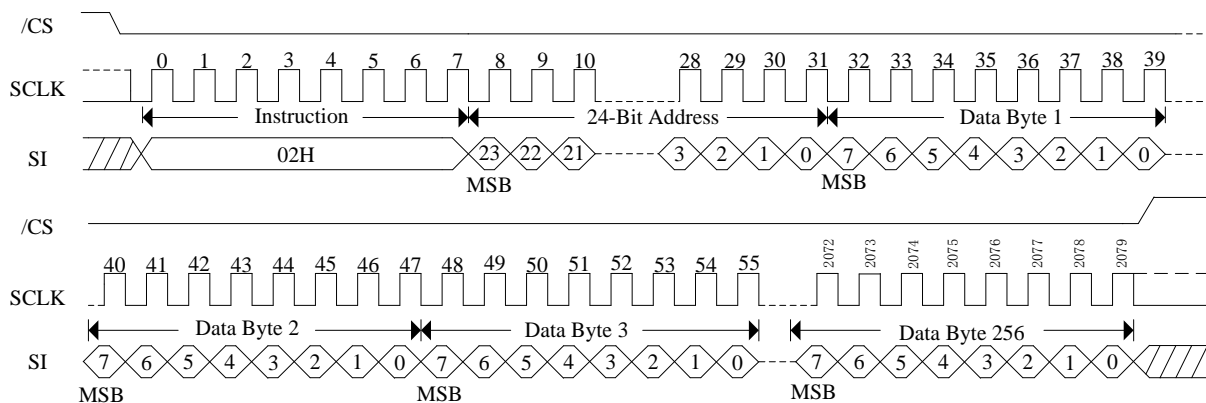 /CS
0 1 2 3 4 5 6 7 8 9 10 28 29 30 31 32 33 34 35 36 37 38 39
SCLK
Instruction 24-Bit Address Data Byte 1
SI 02H 23 22 21 3 2 1 0 7 6 5 4 3 2 1 0
MSB MSB
/CS
40 41 42 43 44 45 46 47 48 49 50 51 52 53 54 55 2072 2073 2074 2075 2076 2077 2078 2079
SCLK
Data Byte 2 Data Byte 3 Data Byte 256
SI 7 6 5 4 3 2 1 0 7 6 5 4 3 2 1 0 7 6 5 4 3 2 1 0
MSB MSB MSB